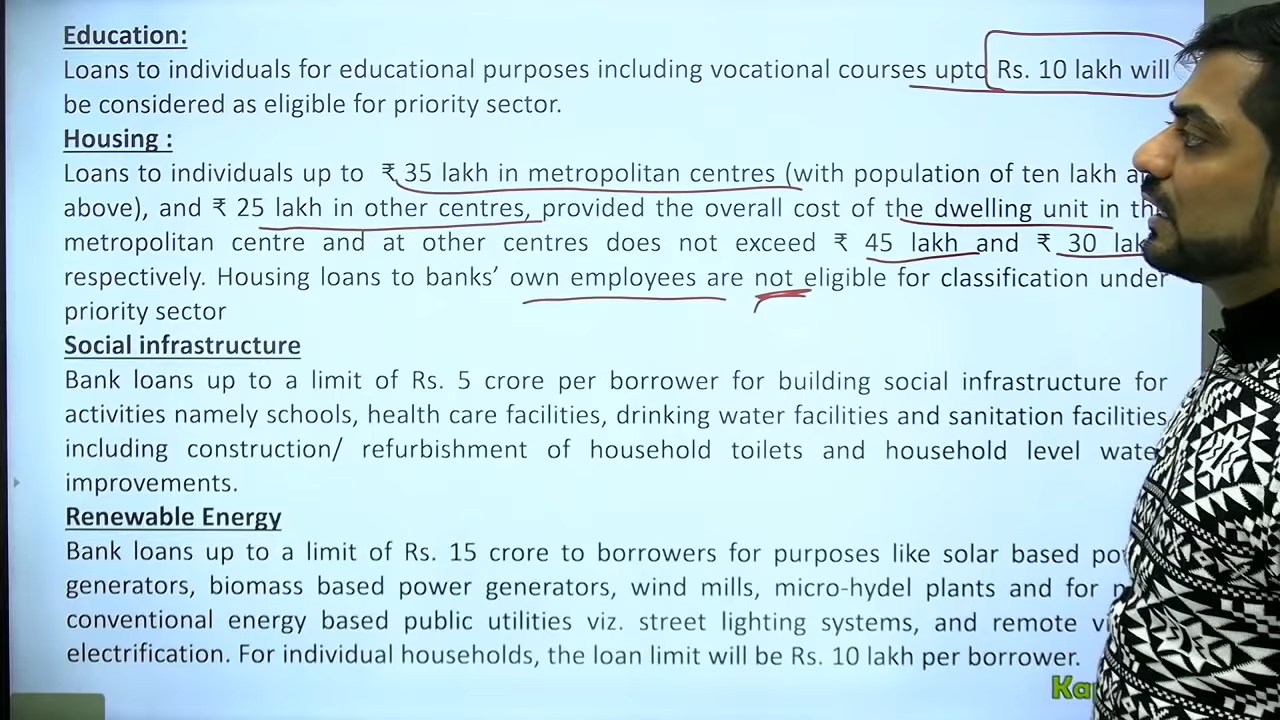 Education:
Loans to individuals for educational purposes including vocational courses upto Rs. 10 lakh will
be considered as eligible for priority sector.
Housing :
Loans to individuals up to ₹ 35 lakh in metropolitan centres (with population of ten lakh
above), and ₹ 25 lakh in other centres, provided the overall cost of the dwelling unit in
metropolitan centre and at other centres does not exceed ₹ 45 lakh and ₹ 30
respectively. Housing loans to banks' own employees are not eligible for classification under
priority sector
Social infrastructure
Bank loans up to a limit of Rs. 5 crore per borrower for building social infrastructure for
activities namely schools, health care facilities, drinking water facilities and sanitation facilities
including construction/ refurbishment of household toilets and household level
improvements.
Renewable Energy
Bank loans up to a limit of Rs. 15 crore to borrowers for purposes like solar based
generators, biomass based power generators, wind mills, micro-hydel plants and for
conventional energy based public utilities viz. street lighting systems, and remote
electrification. For individual households, the loan limit will be Rs. 10 lakh per borrower.